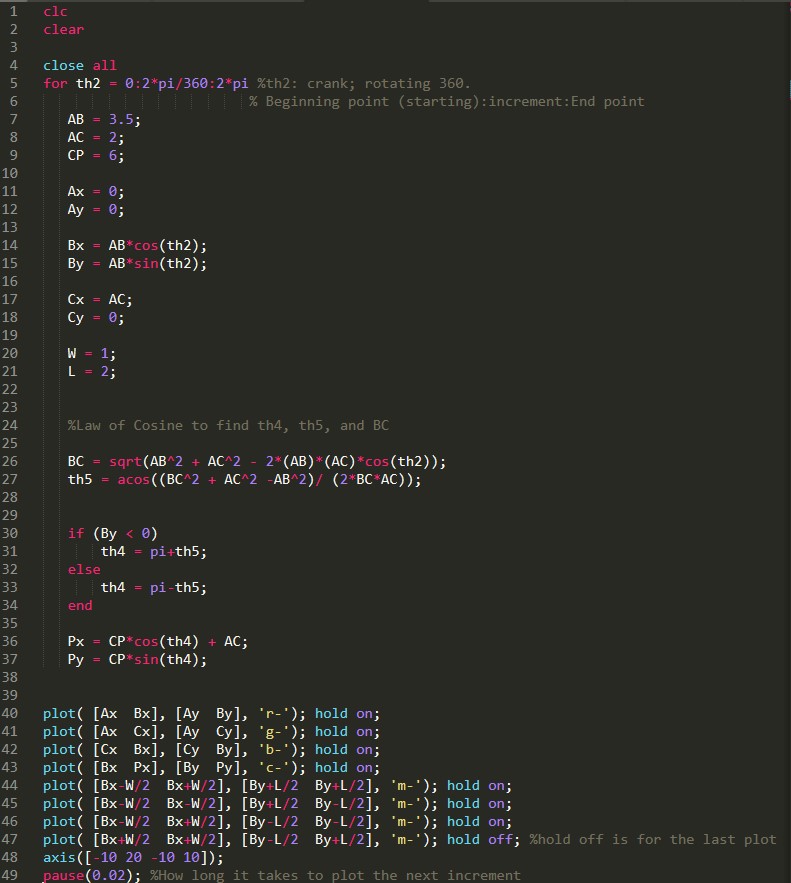 1 clc
2 clear
3
4 close all
5 for th2 = 0:2*pi/360:2*pi %th2: crank; rotating 360.
6 % Beginning point (starting):increment:End point
7 AB = 3.5;
8 AC = 2;
9 CP = 6;
10
11 Ax = 0;
12 Ay = 0;
13
14 Bx = AB*cos(th2);
15 By = AB*sin(th2);
16
17 Cx = AC;
18 Cy = 0;
19
20 W = 1;
21 L = 2;
22
23
24 %Law of Cosine to find th4, th5, and BC
25
26 BC = sqrt(AB^2 + AC^2 - 2*(AB)*(AC)*cos(th2));
27 th5 = acos((BC^2 + AC^2 -AB^2)/ (2*BC*AC));
28
29
30 if (By < 0)
31 th4 = pi+th5;
32 else
33 th4 = pi-th5;
34 end
35
36 Px = CP*cos(th4) + AC;
37 Py = CP*sin(th4);
38
39
40 plot( [Ax  Bx], [Ay  By], 'r-'); hold on;
41 plot( [Ax  Cx], [Ay  Cy], 'g-'); hold on;
42 plot( [Cx  Bx], [Cy  By], 'b-'); hold on;
43 plot( [Bx  Px], [By  Py], 'c-'); hold on;
44 plot( [Bx-W/2  Bx+W/2], [By+L/2  By+L/2], 'm-'); hold on;
45 plot( [Bx-W/2  Bx-W/2], [By+L/2  By-L/2], 'm-'); hold on;
46 plot( [Bx-W/2  Bx+W/2], [By-L/2  By-L/2], 'm-'); hold on;
47 plot( [Bx+W/2  Bx+W/2], [By-L/2  By+L/2], 'm-'); hold off; %hold off is for the last plot
48 axis([-10 20 -10 10]);
49 pause(0.02); %How long it takes to plot the next increment